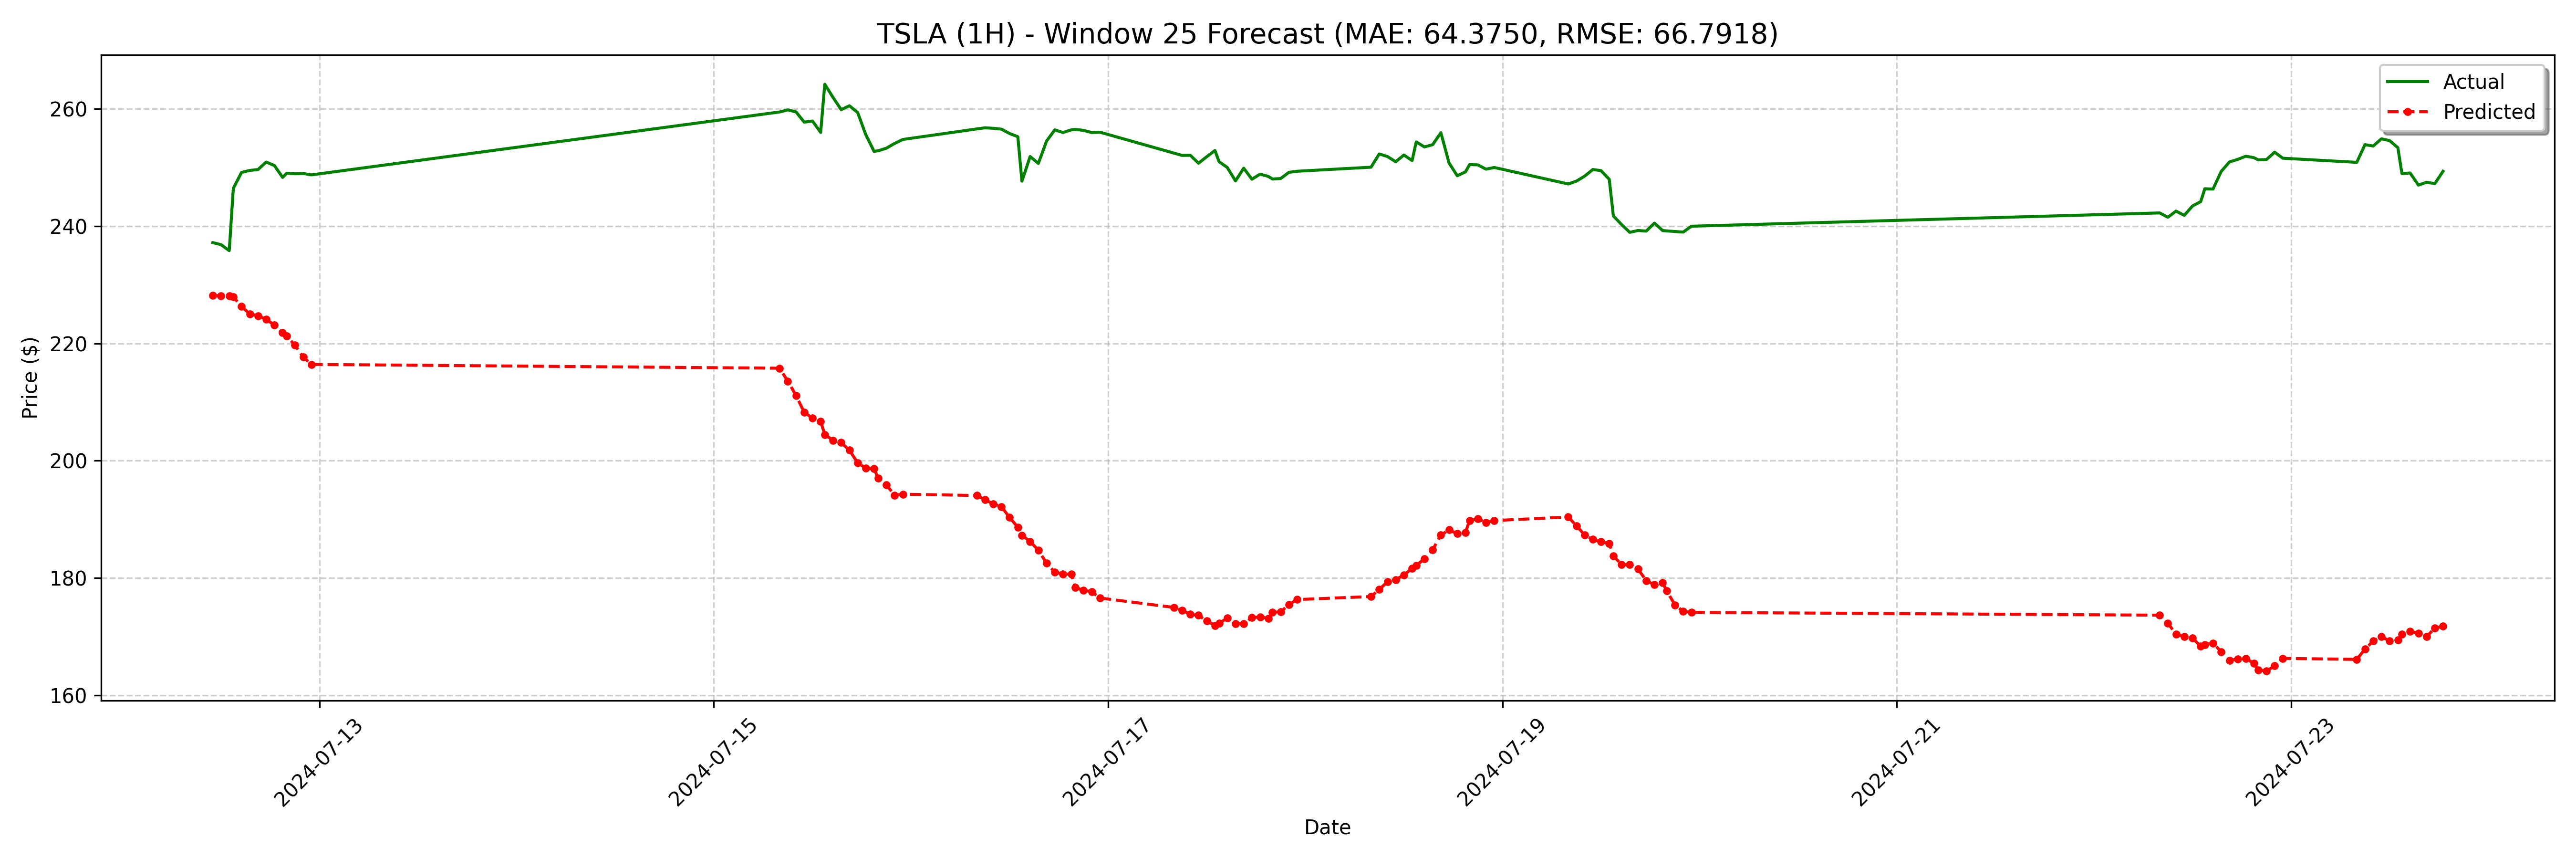 TSLA (1H) - Window 25 Forecast (MAE: 64.3750, RMSE: 66.7918)
Actual
Predicted
Price ($)
260
240
220
200
180
160
2024-07-13
2024-07-15
2024-07-17
2024-07-19
2024-07-21
2024-07-23
Date